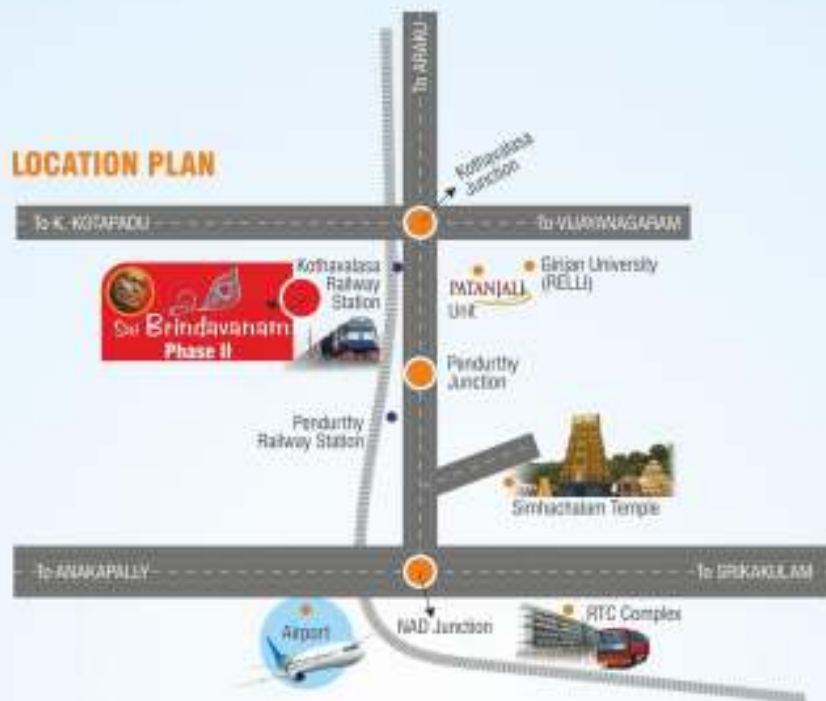 To ARAKU
LOCATION PLAN
Kothavalasa
Junction
To K. KOTAPADU
To VIJAYANAGARAM
Kothavalasa
Railway
Station
PATANJALI
Unit
Girijan University
(RELLI)
Sri Brindavanam
Phase II
Pendurthy
Junction
Pendurthy
Railway Station
Simhachalam Temple
To ANAKAPALLY
To SRIKAKULAM
Airport
NAD Junction
RTC Complex